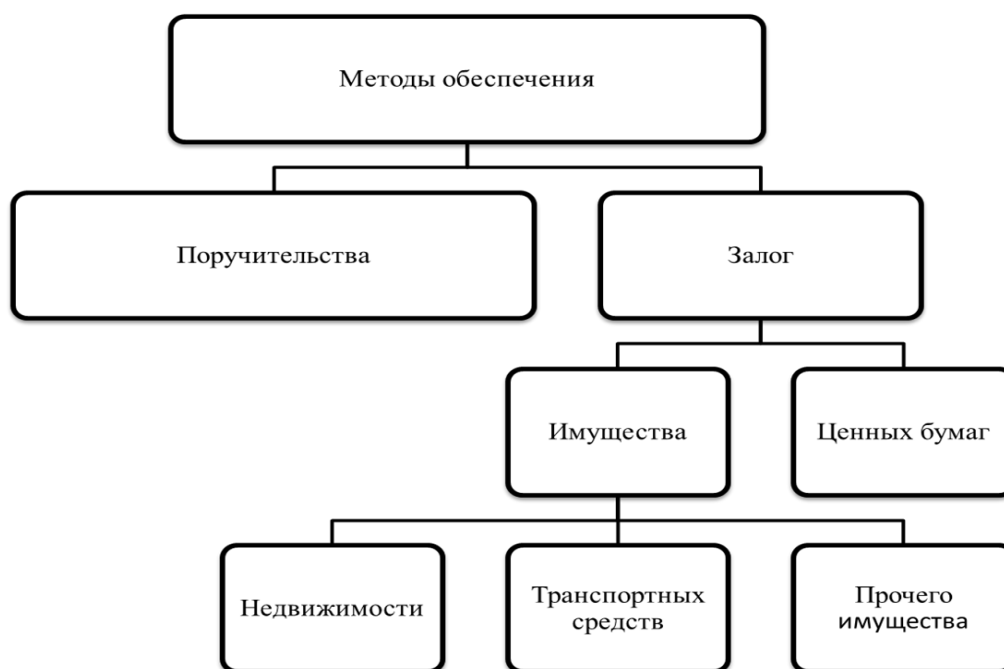 Методы обеспечения
Поручительства
Залог
Имущества
Ценных бумаг
Недвижимости
Транспортных
средств
Прочего
имущества